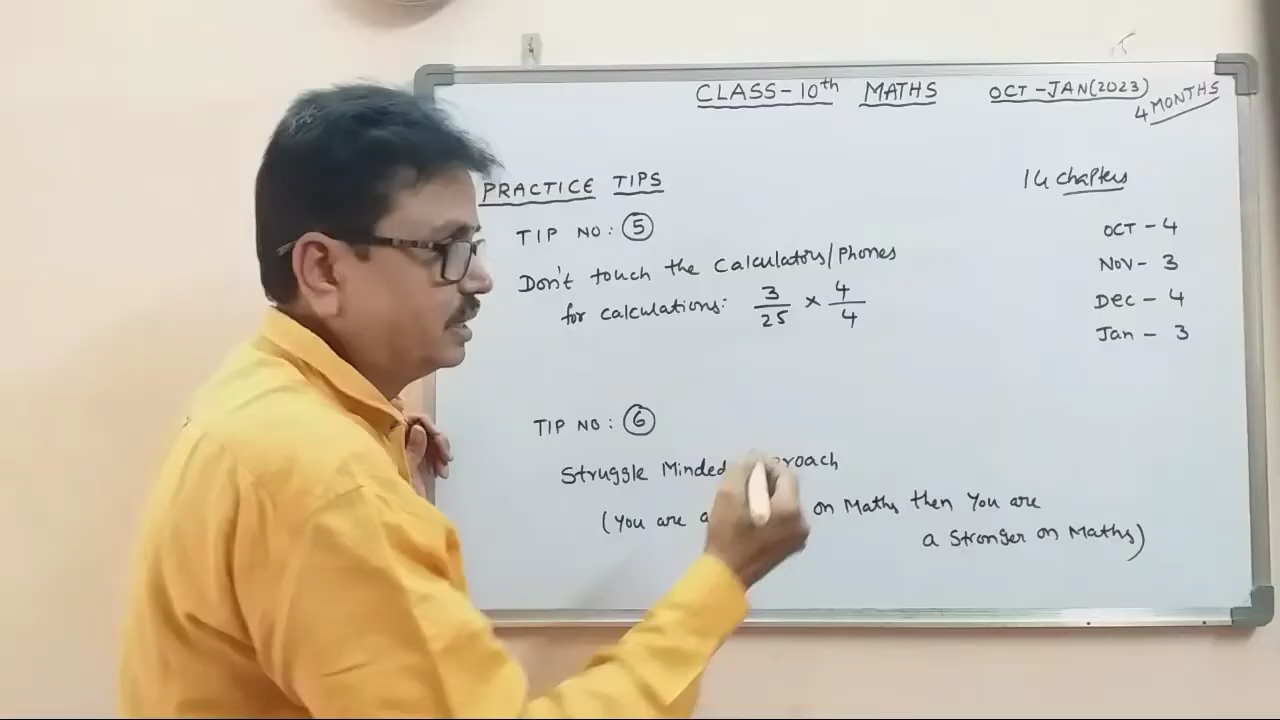 CLASS-10th MATHS OCT-JAN(2023)
4 MONTHS
PRACTICE TIPS
14 chapters
TIP NO: 5
OCT - 4
Don't touch the Calculators/Phones
Nov - 3
for calculations: 3/25 × 4/4
Dec - 4
Jan - 3
TIP NO: 6
Struggle Minded
(You are a on Maths then You are
a Stronger on Maths)